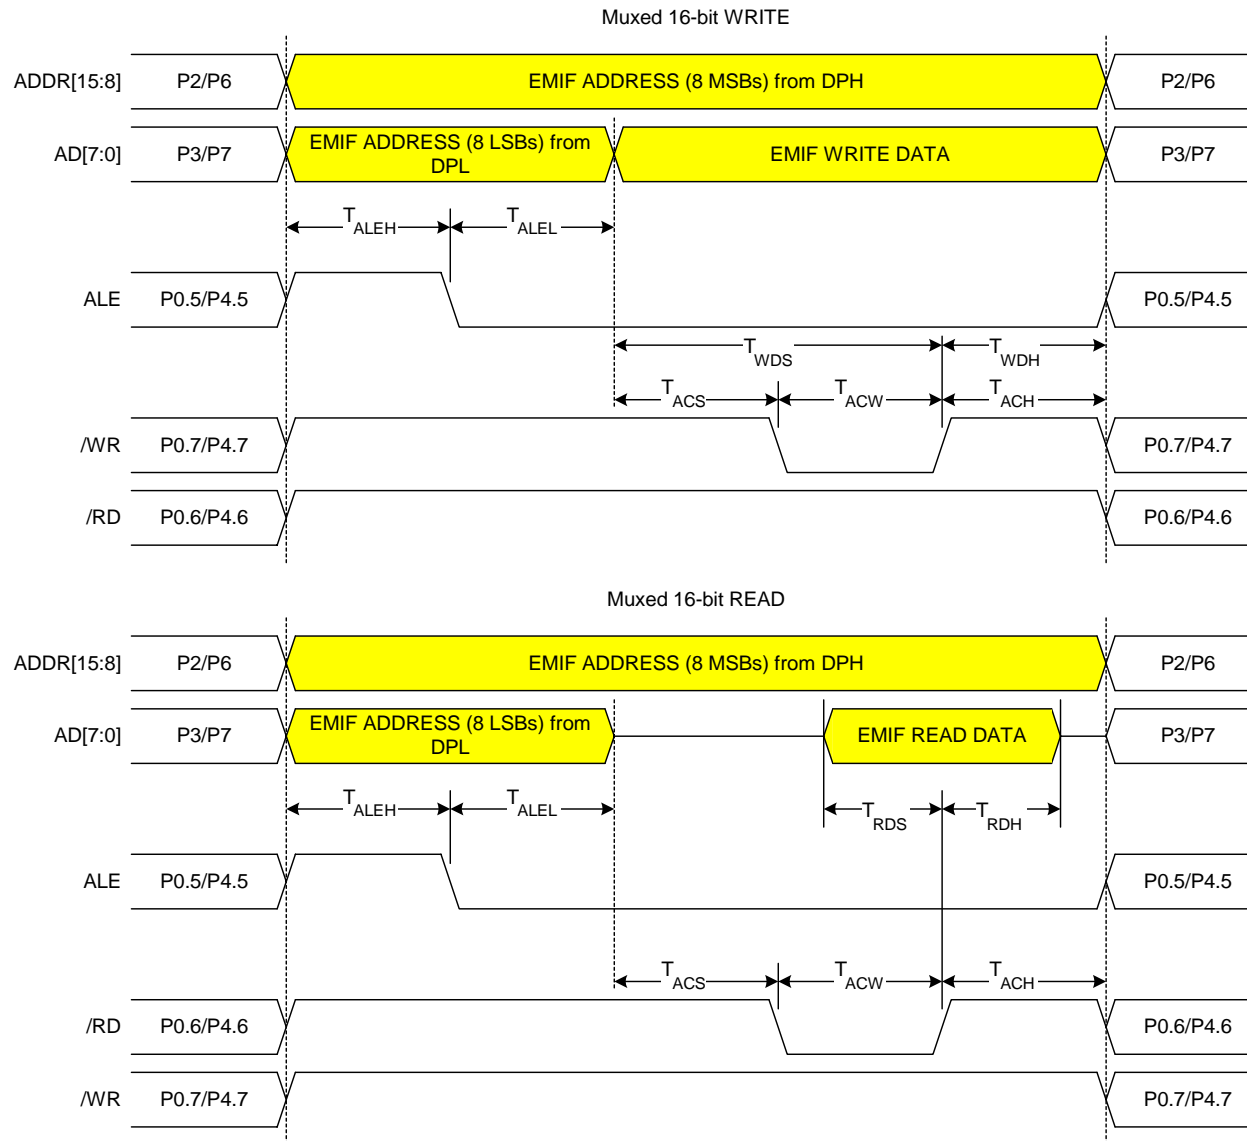 Muxed 16-bit WRITE
ADDR[15:8] P2/P6 EMIF ADDRESS (8 MSBs) from DPH P2/P6
AD[7:0] P3/P7 EMIF ADDRESS (8 LSBs) from DPL EMIF WRITE DATA P3/P7
TALEH TALEL
ALE P0.5/P4.5 P0.5/P4.5
TWDS TWDH
TACS TACW TACH
/WR P0.7/P4.7 P0.7/P4.7
/RD P0.6/P4.6 P0.6/P4.6
Muxed 16-bit READ
ADDR[15:8] P2/P6 EMIF ADDRESS (8 MSBs) from DPH P2/P6
AD[7:0] P3/P7 EMIF ADDRESS (8 LSBs) from DPL EMIF READ DATA P3/P7
TALEH TALEL TRDS TRDH
ALE P0.5/P4.5 P0.5/P4.5
TACS TACW TACH
/RD P0.6/P4.6 P0.6/P4.6
/WR P0.7/P4.7 P0.7/P4.7